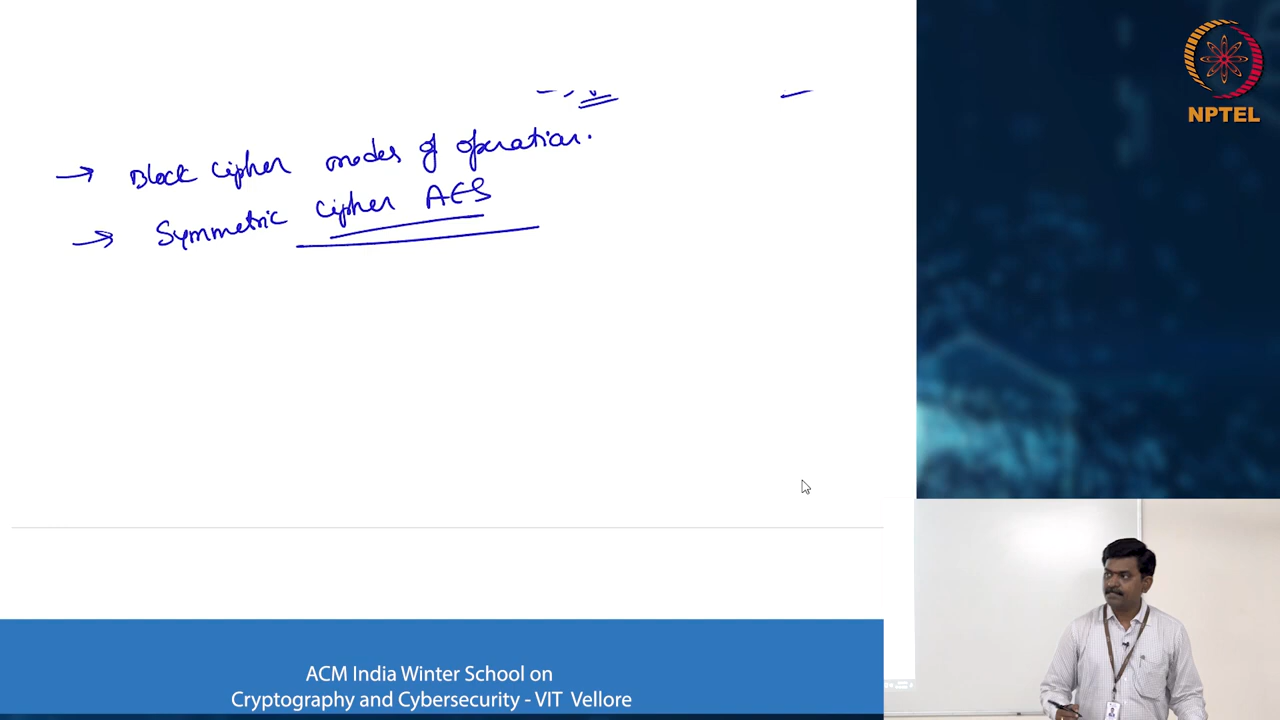 NPTEL
→ Block Cipher modes of operation.
→ Symmetric Cipher AES
ACM India Winter School on
Cryptography and Cybersecurity - VIT Vellore